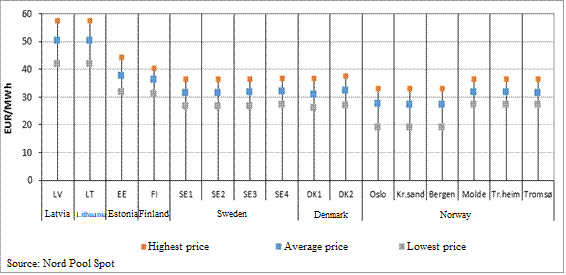 EUR/MWh
60
50
40
30
20
10
0
LV LT EE FI SE1 SE2 SE3 SE4 DK1 DK2 Oslo Kr.sand Bergen Molde Tr.heim Tromsø
Latvia Lithuania Estonia Finland Sweden Denmark Norway
Highest price Average price Lowest price
Source: Nord Pool Spot